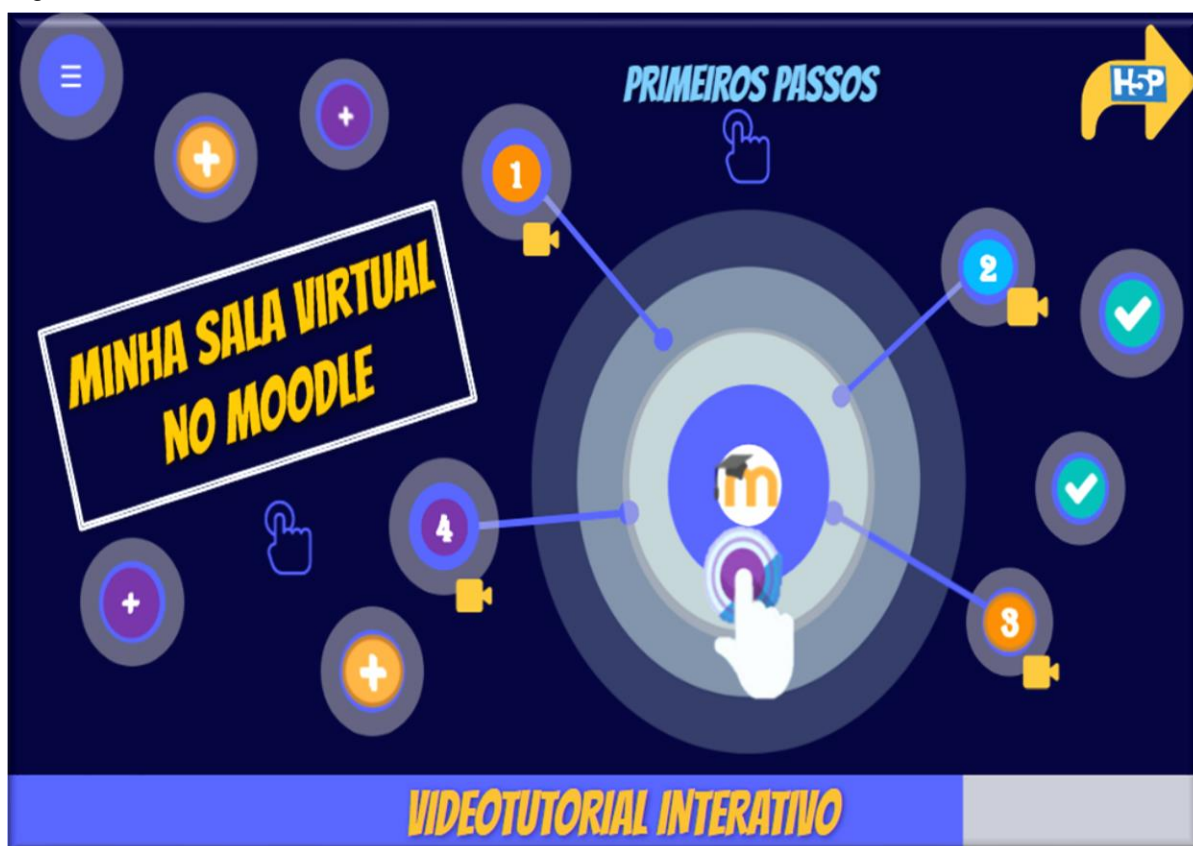 PRIMEIROS PASSOS
H5P
1
2
MINHA SALA VIRTUAL
NO MOODLE
m
4
3
VIDEOTUTORIAL INTERATIVO